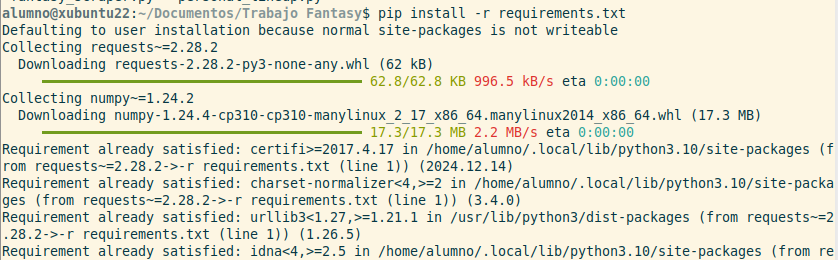 alumno@xubuntu22:~/Documentos/Trabajo Fantasy$ pip install -r requirements.txt
Defaulting to user installation because normal site-packages is not writeable
Collecting requests~=2.28.2
  Downloading requests-2.28.2-py3-none-any.whl (62 kB)
62.8/62.8 KB 996.5 kB/s eta 0:00:00
Collecting numpy~=1.24.2
  Downloading numpy-1.24.4-cp310-cp310-manylinux_2_17_x86_64.manylinux2014_x86_64.whl (17.3 MB)
17.3/17.3 MB 2.2 MB/s eta 0:00:00
Requirement already satisfied: certifi>=2017.4.17 in /home/alumno/.local/lib/python3.10/site-packages (f
rom requests~=2.28.2->-r requirements.txt (line 1)) (2024.12.14)
Requirement already satisfied: charset-normalizer<4,>=2 in /home/alumno/.local/lib/python3.10/site-packa
ges (from requests~=2.28.2->-r requirements.txt (line 1)) (3.4.0)
Requirement already satisfied: urllib3<1.27,>=1.21.1 in /usr/lib/python3/dist-packages (from requests~=2
.28.2->-r requirements.txt (line 1)) (1.26.5)
Requirement already satisfied: idna<4,>=2.5 in /home/alumno/.local/lib/python3.10/site-packages (from re